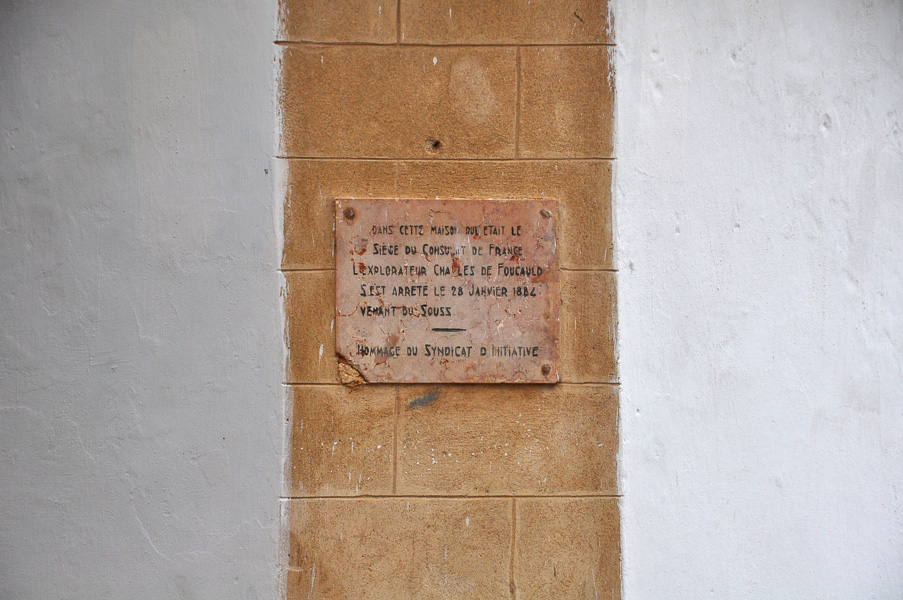 DANS CETTE MAISON QUI ETAIT LE
SIEGE DU CONSULAT DE FRANCE
L'EXPLORATEUR CHARLES DE FOUCAULD
S'EST ARRETE LE 28 JANVIER 1884
VENANT DU SOUSS
HOMMAGE DU SYNDICAT D INITIATIVE